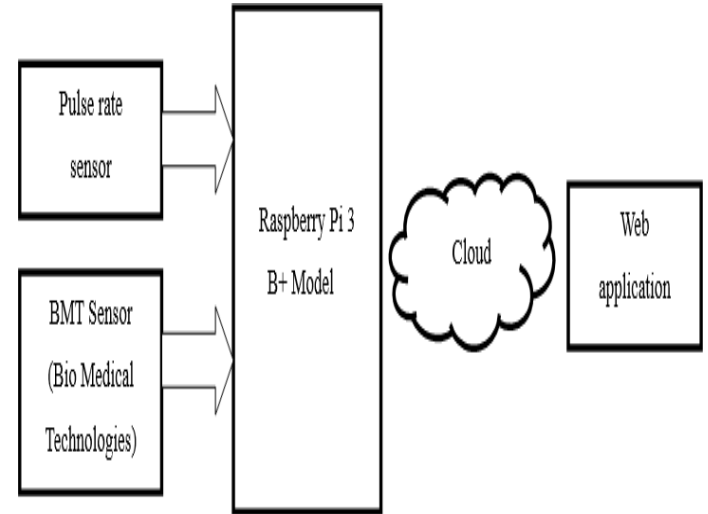 Pulse rate
sensor
BMT Sensor
(Bio Medical
Technologies)
Raspberry Pi 3
B+ Model
Cloud
Web
application